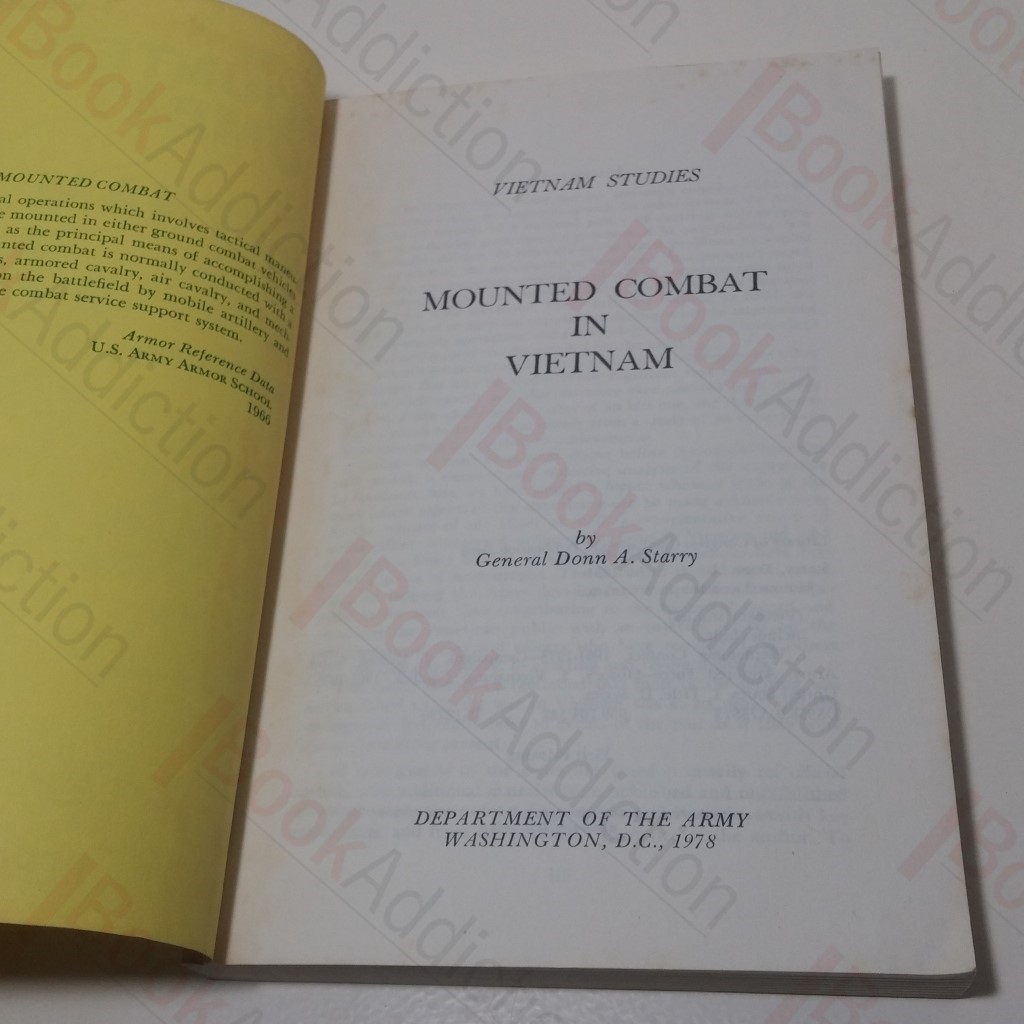 MOUNTED COMBAT
al operations which involves tactical maneu-
e mounted in either ground combat vehicles
as the principal means of accomplishing a
nted combat is normally conducted with a
s, armored cavalry, air cavalry, and mech-
on the battlefield by mobile artillery and
e combat service support system.
Armor Reference Data
U.S. ARMY ARMOR SCHOOL
1966
VIETNAM STUDIES
MOUNTED COMBAT
IN
VIETNAM
by
General Donn A. Starry
DEPARTMENT OF THE ARMY
WASHINGTON, D.C., 1978
BookAddiction